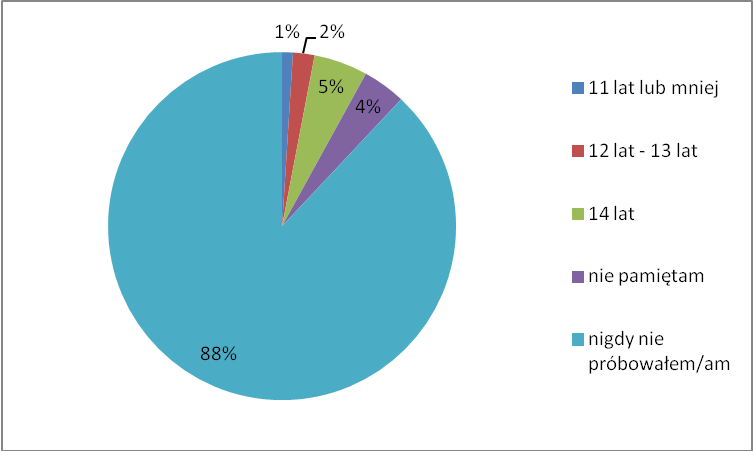 1%
2%
5%
4%
88%
11 lat lub mniej
12 lat - 13 lat
14 lat
nie pamiętam
nigdy nie
próbowałem/am